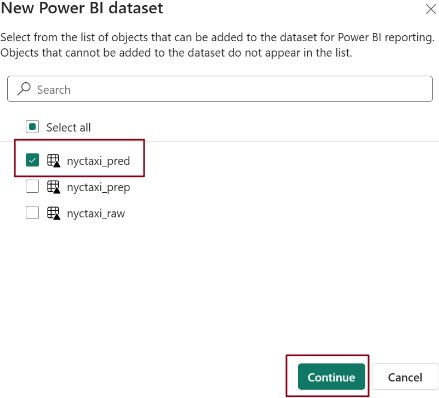 New Power BI dataset
Select from the list of objects that can be added to the dataset for Power BI reporting.
Objects that cannot be added to the dataset do not appear in the list.
Search
Select all
nyctaxi_pred
nyctaxi_prep
nyctaxi_raw
Continue Cancel